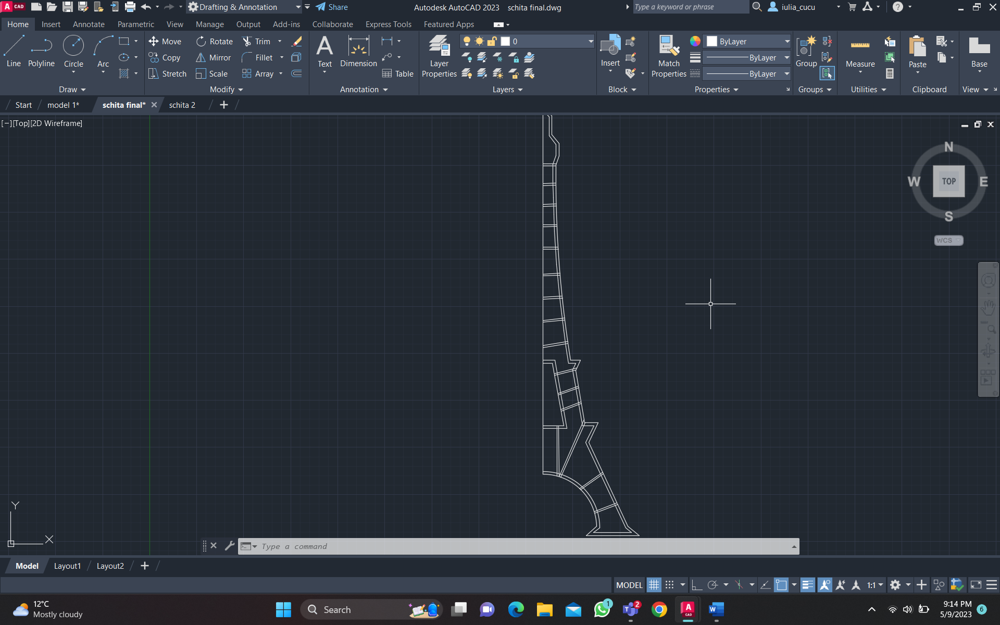 A CAD Drafting & Annotation Share Autodesk AutoCAD 2023 schita final.dwg Type a keyword or phrase iulia_cucu ?
Home Insert Annotate Parametric View Manage Output Add-ins Collaborate Express Tools Featured Apps
Line Polyline Circle Arc
Move Rotate Trim
Copy Mirror Fillet
Stretch Scale Array
A Text Dimension Table
Layer Properties
0
Insert
Match Properties
ByLayer
ByLayer
ByLayer
Group
Measure
Paste
Base
Draw Modify Annotation Layers Block Properties Groups Utilities Clipboard View
Start model 1* schita final* schita 2
[−][Top][2D Wireframe]
N
W TOP E
S
WCS
Y
X
Type a command
Model Layout1 Layout2
MODEL 1:1
12°C
Mostly cloudy
Search
1
2
A CAD
W
9:14 PM
5/9/2023
6